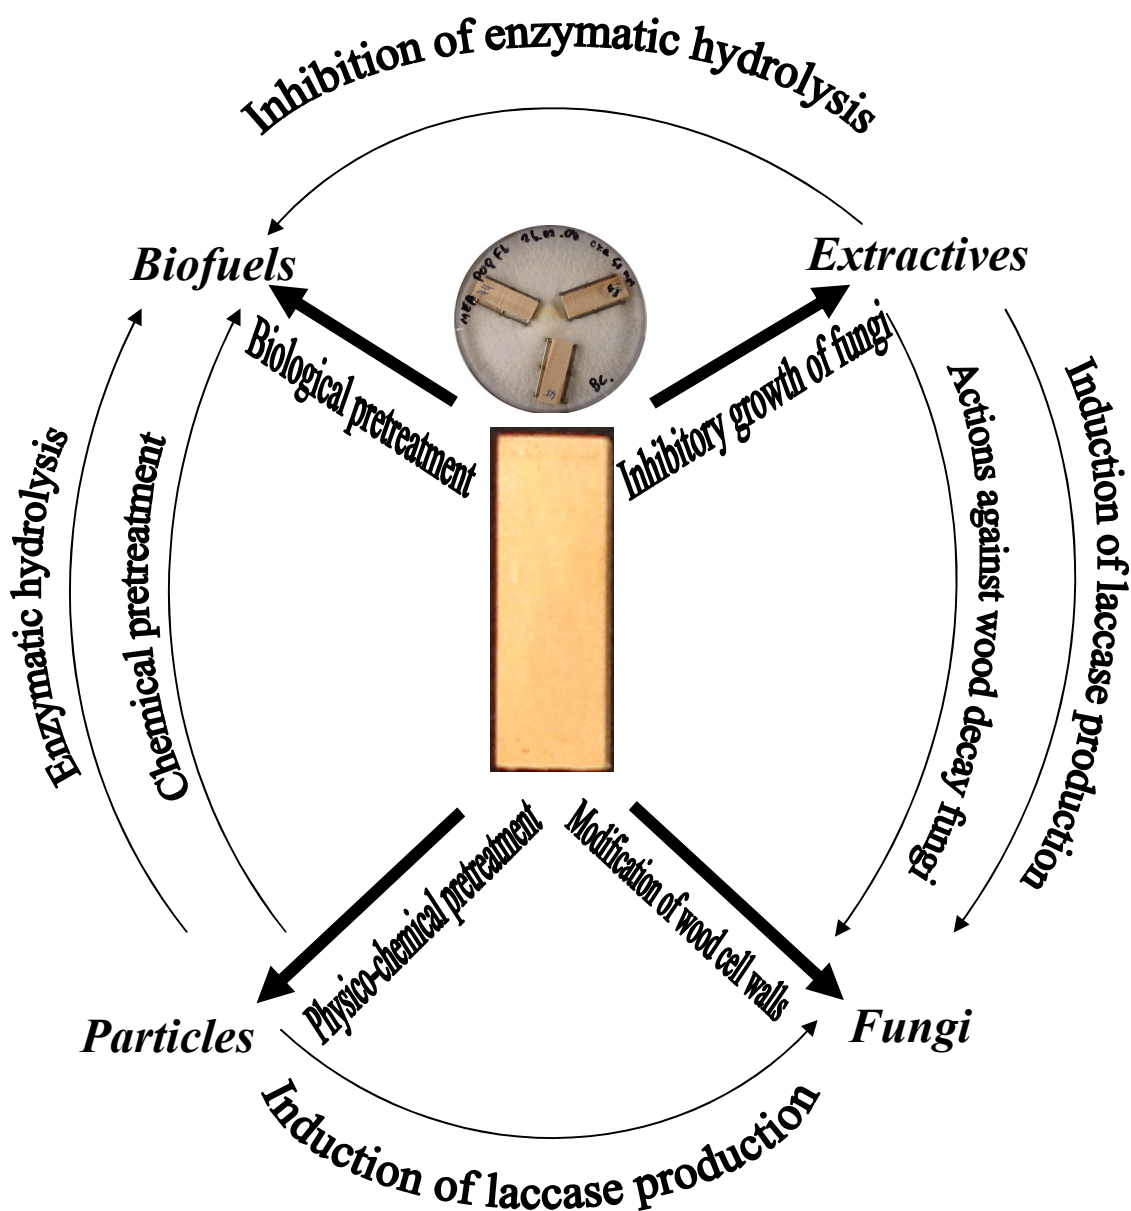 Inhibition of enzymatic hydrolysis
Biofuels
Extractives
Biological pretreatment
Inhibitory growth of fungi
Enzymatic hydrolysis
Chemical pretreatment
Actions against wood decay fungi
Induction of laccase production
Physico-chemical pretreatment
Modification of wood cell walls
Particles
Fungi
Induction of laccase production